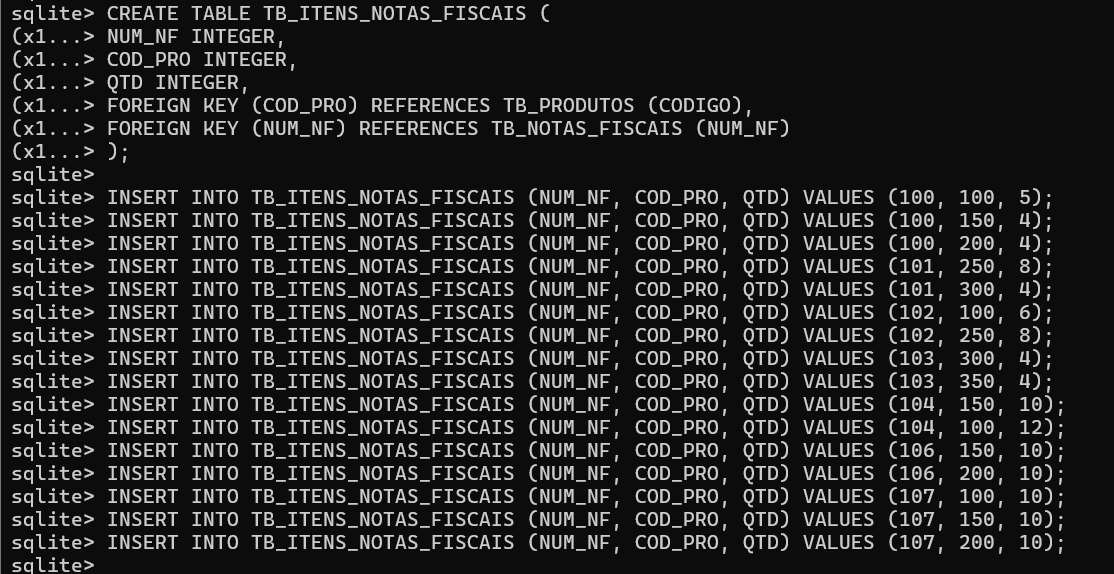 sqlite> CREATE TABLE TB_ITENS_NOTAS_FISCAIS (
(x1...> NUM_NF INTEGER,
(x1...> COD_PRO INTEGER,
(x1...> QTD INTEGER,
(x1...> FOREIGN KEY (COD_PRO) REFERENCES TB_PRODUTOS (CODIGO),
(x1...> FOREIGN KEY (NUM_NF) REFERENCES TB_NOTAS_FISCAIS (NUM_NF)
(x1...> );
sqlite>
sqlite> INSERT INTO TB_ITENS_NOTAS_FISCAIS (NUM_NF, COD_PRO, QTD) VALUES (100, 100, 5);
sqlite> INSERT INTO TB_ITENS_NOTAS_FISCAIS (NUM_NF, COD_PRO, QTD) VALUES (100, 150, 4);
sqlite> INSERT INTO TB_ITENS_NOTAS_FISCAIS (NUM_NF, COD_PRO, QTD) VALUES (100, 200, 4);
sqlite> INSERT INTO TB_ITENS_NOTAS_FISCAIS (NUM_NF, COD_PRO, QTD) VALUES (101, 250, 8);
sqlite> INSERT INTO TB_ITENS_NOTAS_FISCAIS (NUM_NF, COD_PRO, QTD) VALUES (101, 300, 4);
sqlite> INSERT INTO TB_ITENS_NOTAS_FISCAIS (NUM_NF, COD_PRO, QTD) VALUES (102, 100, 6);
sqlite> INSERT INTO TB_ITENS_NOTAS_FISCAIS (NUM_NF, COD_PRO, QTD) VALUES (102, 250, 8);
sqlite> INSERT INTO TB_ITENS_NOTAS_FISCAIS (NUM_NF, COD_PRO, QTD) VALUES (103, 300, 4);
sqlite> INSERT INTO TB_ITENS_NOTAS_FISCAIS (NUM_NF, COD_PRO, QTD) VALUES (103, 350, 4);
sqlite> INSERT INTO TB_ITENS_NOTAS_FISCAIS (NUM_NF, COD_PRO, QTD) VALUES (104, 150, 10);
sqlite> INSERT INTO TB_ITENS_NOTAS_FISCAIS (NUM_NF, COD_PRO, QTD) VALUES (104, 100, 12);
sqlite> INSERT INTO TB_ITENS_NOTAS_FISCAIS (NUM_NF, COD_PRO, QTD) VALUES (106, 150, 10);
sqlite> INSERT INTO TB_ITENS_NOTAS_FISCAIS (NUM_NF, COD_PRO, QTD) VALUES (106, 200, 10);
sqlite> INSERT INTO TB_ITENS_NOTAS_FISCAIS (NUM_NF, COD_PRO, QTD) VALUES (107, 100, 10);
sqlite> INSERT INTO TB_ITENS_NOTAS_FISCAIS (NUM_NF, COD_PRO, QTD) VALUES (107, 150, 10);
sqlite> INSERT INTO TB_ITENS_NOTAS_FISCAIS (NUM_NF, COD_PRO, QTD) VALUES (107, 200, 10);
sqlite>